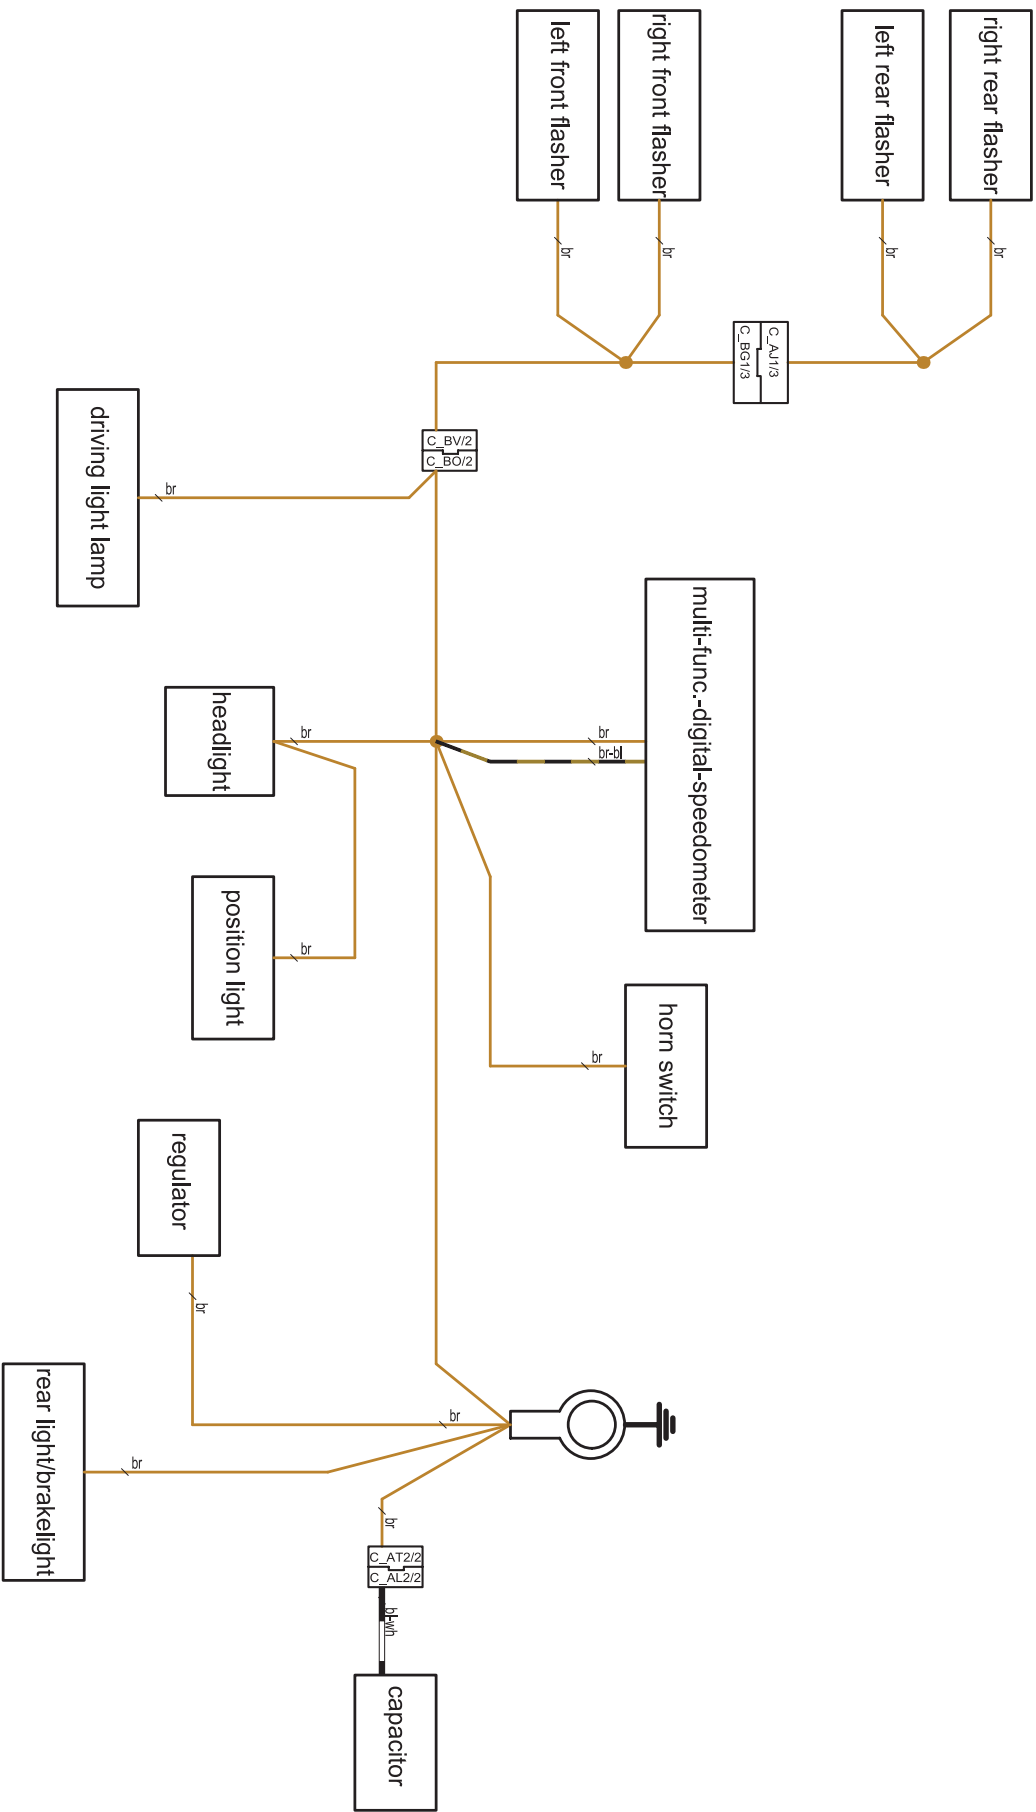 left front flasher
right front flasher
left rear flasher
right rear flasher
br
br
br
br
C_AJ1/3
C_BG1/3
C_BV/2
C_BO/2
driving light lamp
br
multi-func.-digital-speedometer
br
br-bl
headlight
br
position light
br
horn switch
br
regulator
br
br
rear light/brakelight
br
br
C_AT2/2
C_AL2/2
bl-wh
capacitor